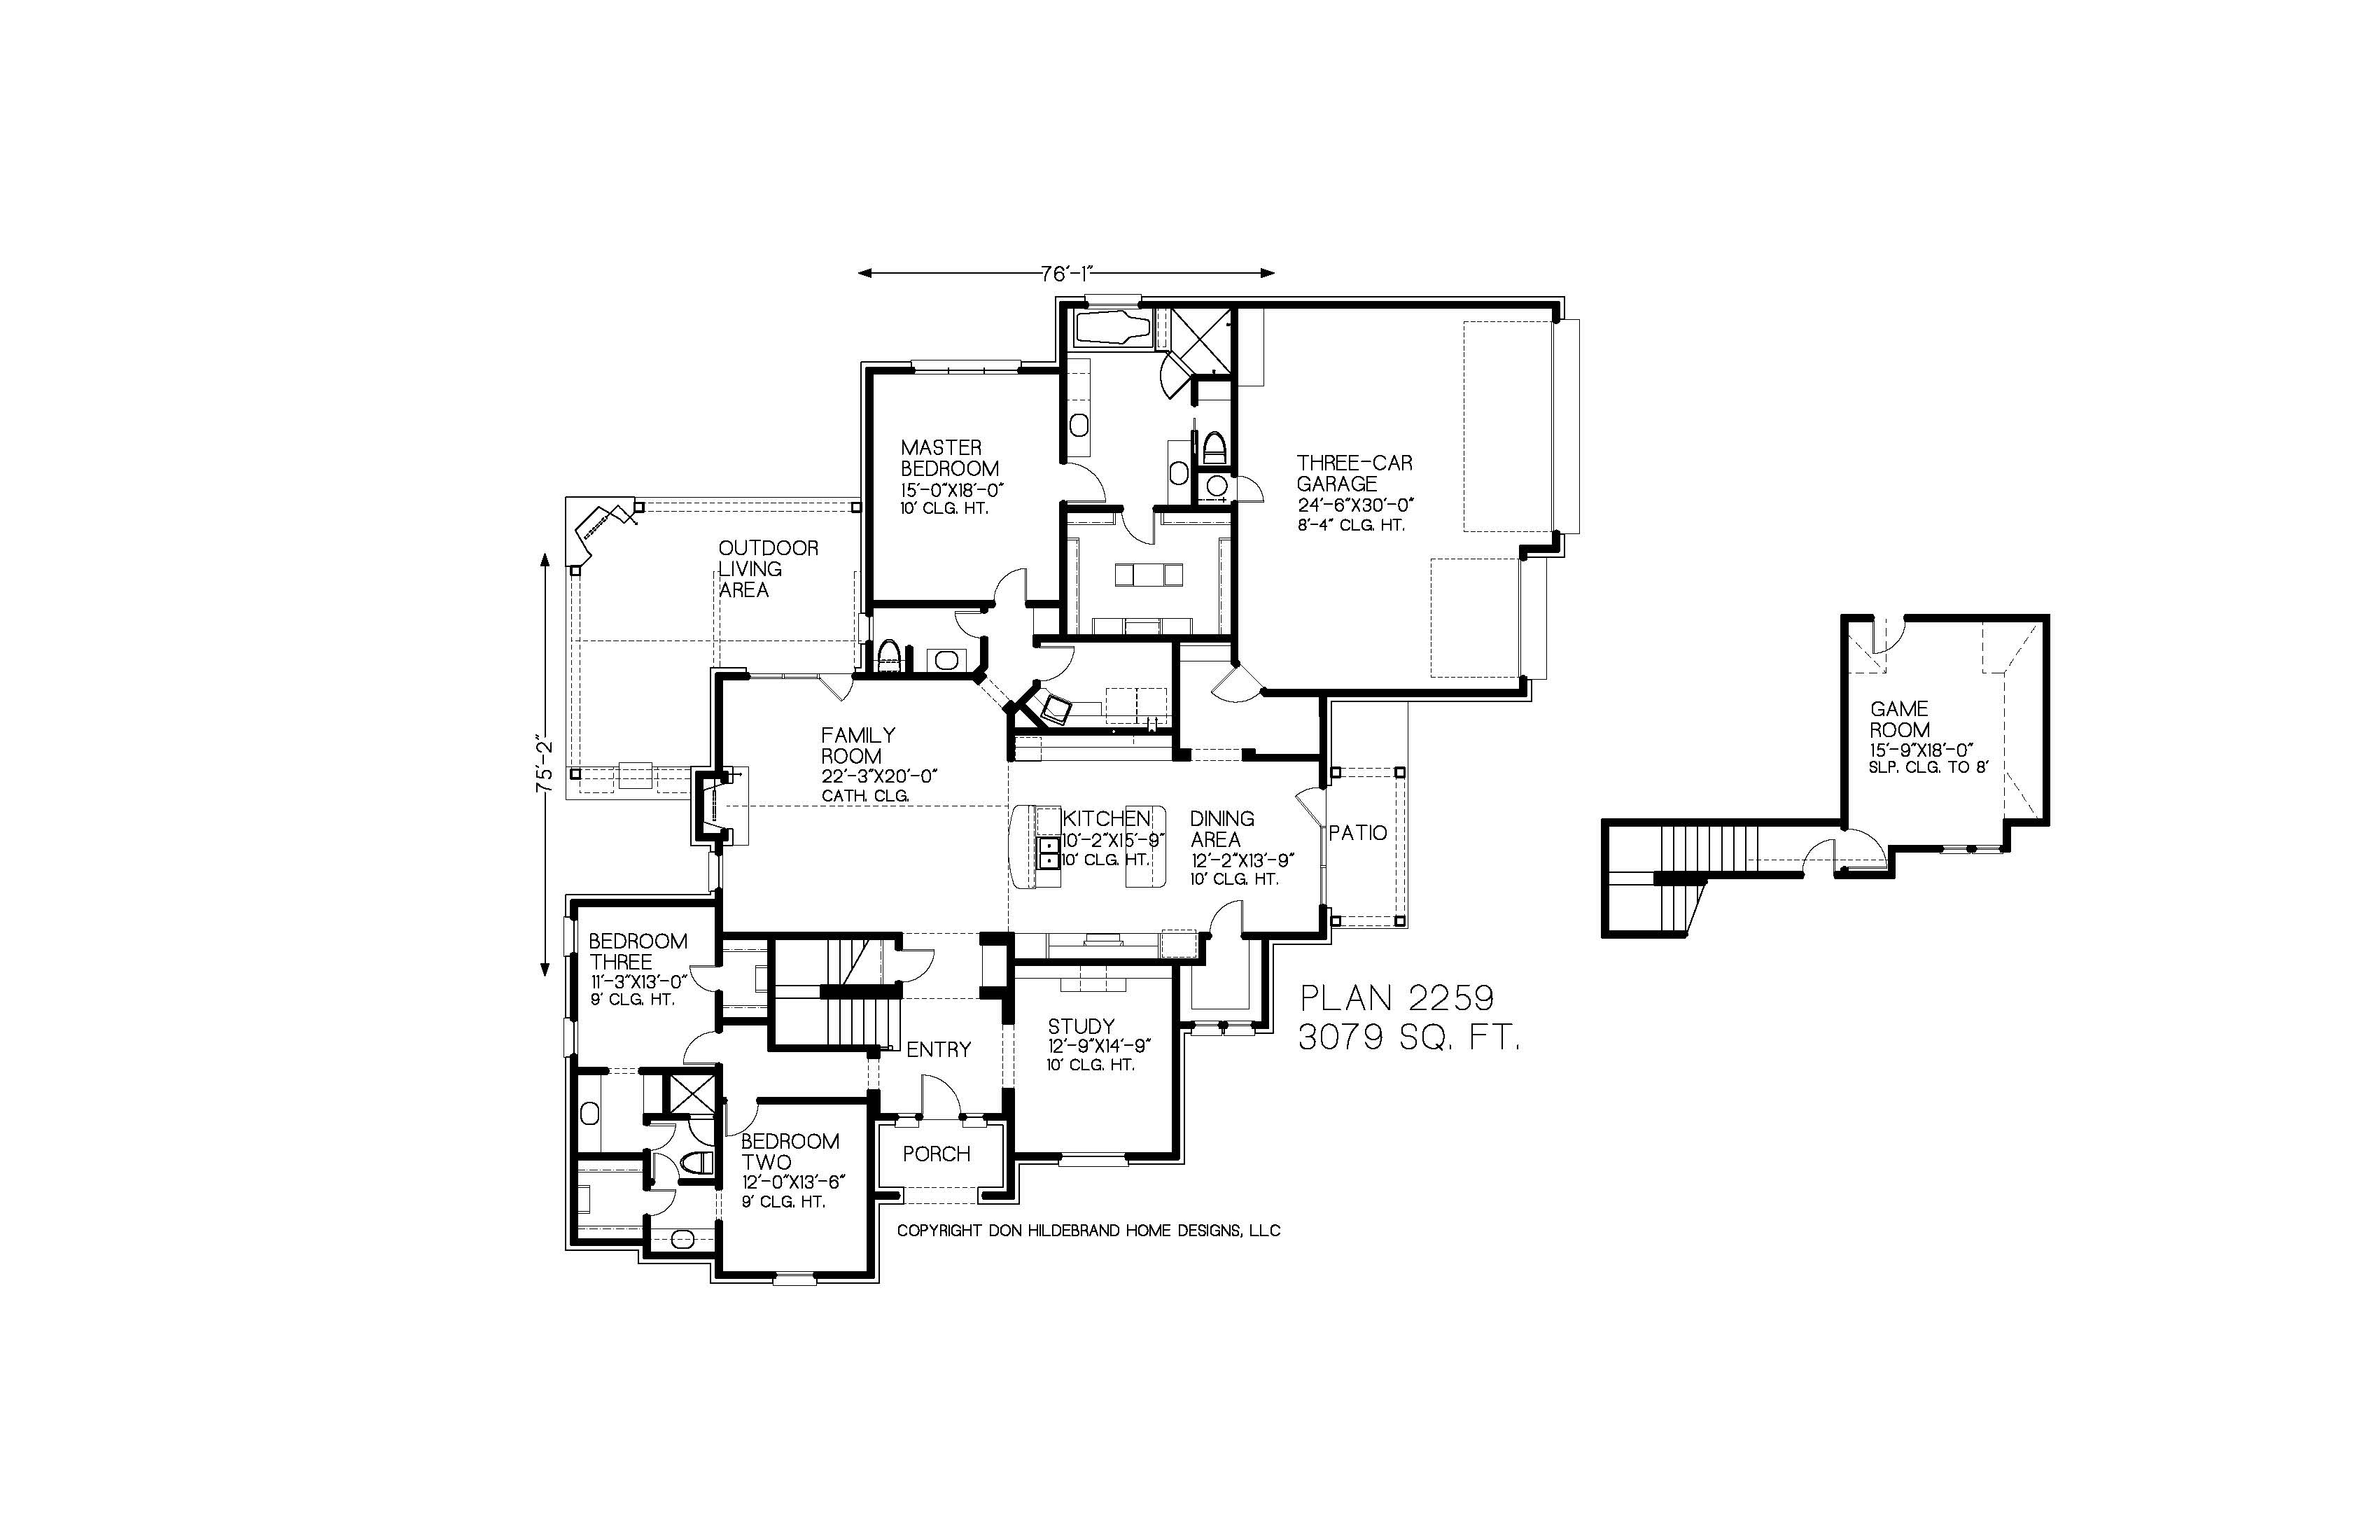 76'-1"
MASTER
BEDROOM
15'-0"X18'-0"
10' CLG. HT.
THREE-CAR
GARAGE
24'-6"X30'-0"
8'-4" CLG. HT.
OUTDOOR
LIVING
AREA
75'-2"
FAMILY
ROOM
22'-3"X20'-0"
CATH. CLG.
KITCHEN
10'-2"X15'-9"
10' CLG. HT.
DINING
AREA
12'-2"X13'-9"
10' CLG. HT.
PATIO
GAME
ROOM
15'-9"X18'-0"
SLP. CLG. TO 8'
BEDROOM
THREE
11'-3"X13'-0"
9' CLG. HT.
ENTRY
STUDY
12'-9"X14'-9"
10' CLG. HT.
PLAN 2259
3079 SQ. FT.
BEDROOM
TWO
12'-0"X13'-6"
9' CLG. HT.
PORCH
COPYRIGHT DON HILDEBRAND HOME DESIGNS, LLC